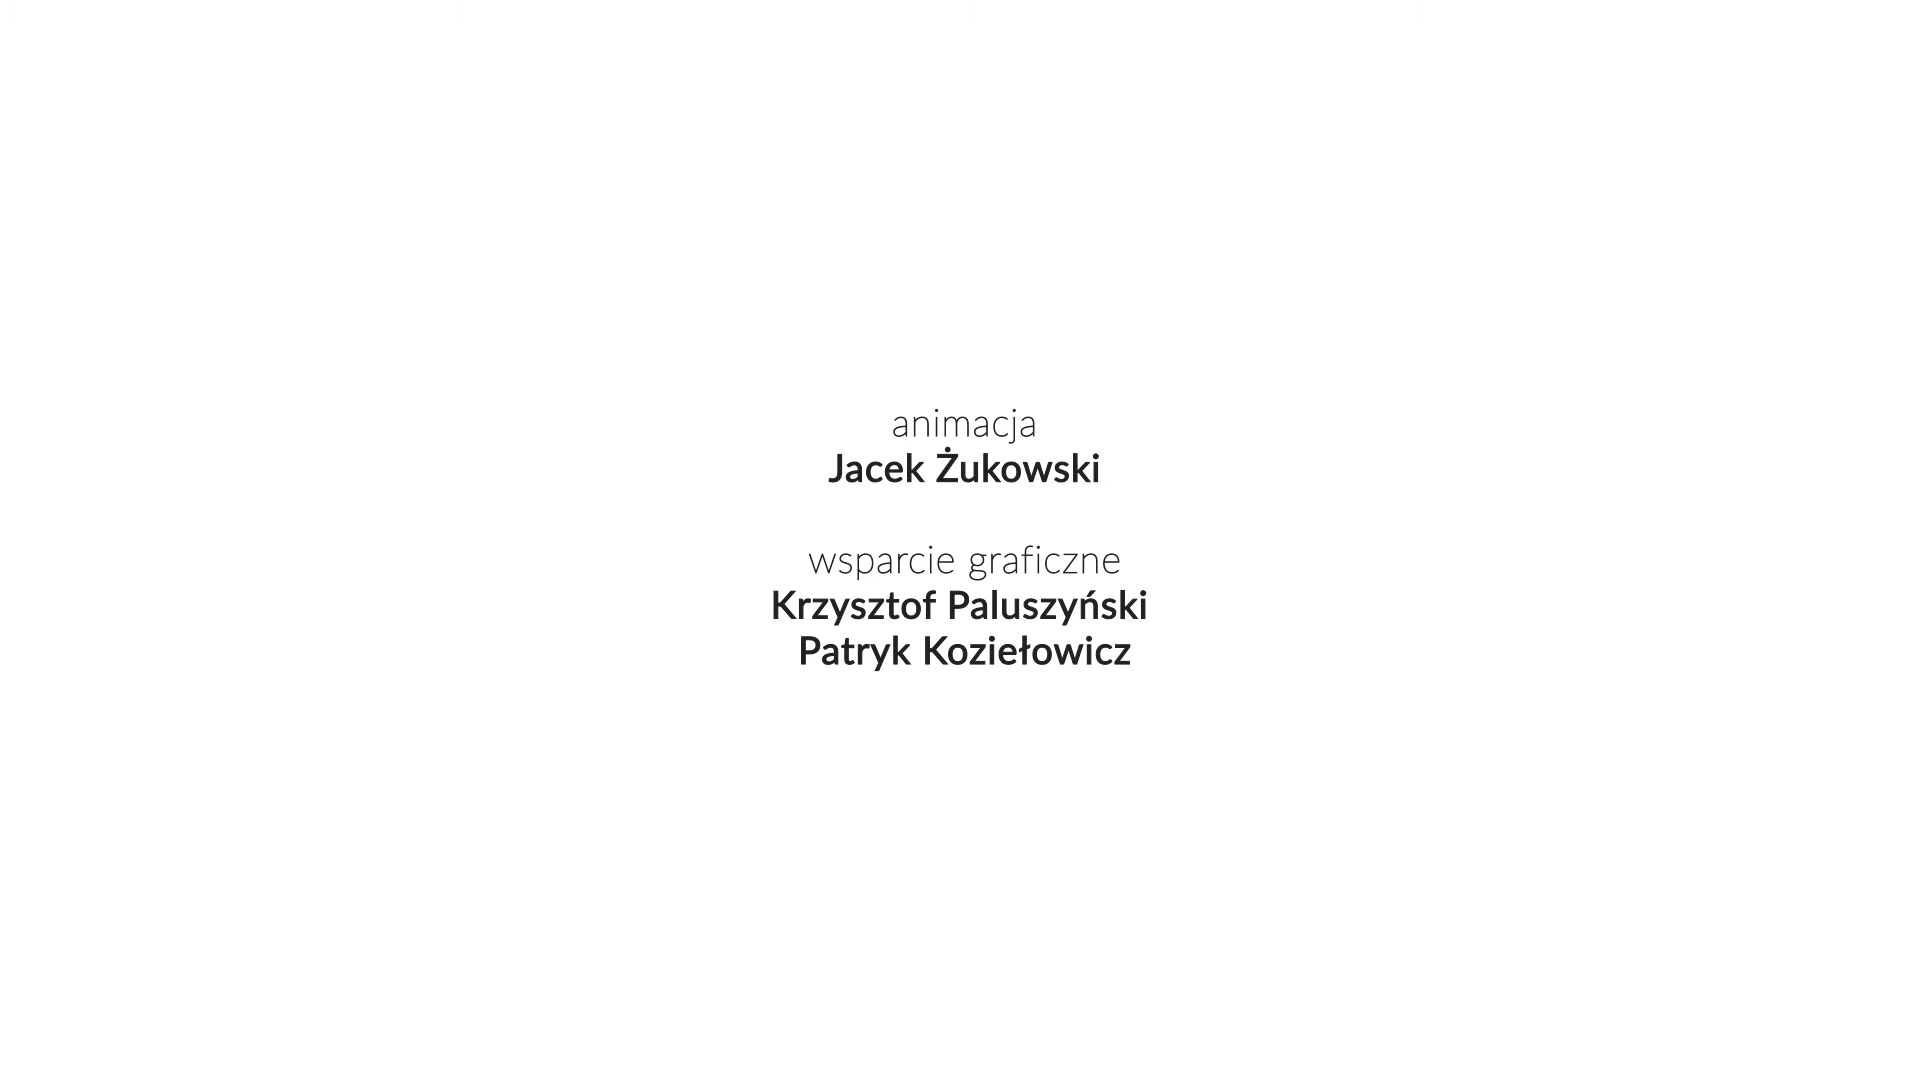 animacja
Jacek Żukowski
wsparcie graficzne
Krzysztof Paluszyński
Patryk Koziełowicz